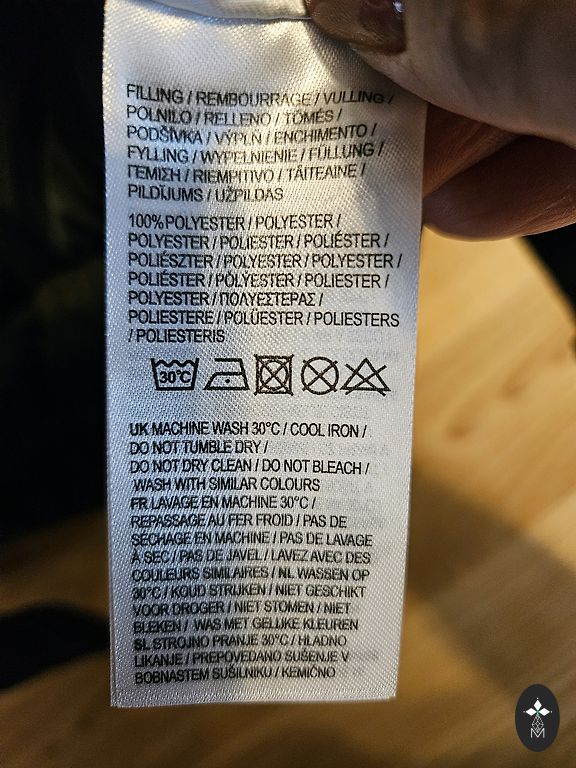 FILLING / REMBOURRAGE / VULLING /
POLNILO / RELLENO / TÖMÉS /
PODŠÍVKA / VÝPLŇ / ENCHIMENTO /
FYLLING / WYPEŁNIENIE / FÜLLUNG /
ΓΕΜΙΣΗ / RIEMPITIVO / TÄITEAINE /
PILDĪJUMS / UŽPILDAS
100% POLYESTER / POLYESTER /
POLYESTER / POLIESTER / POLIÉSTER /
POLIÉSZTER / POLYESTER / POLYESTER /
POLIÉSTER / POLYESTER / POLIESTER /
POLYESTER / ΠΟΛΥΕΣΤΕΡΑΣ /
POLIESTERE / POLÜESTER / POLIESTERS
/ POLIESTERIS
30°C
UK MACHINE WASH 30°C / COOL IRON /
DO NOT TUMBLE DRY /
DO NOT DRY CLEAN / DO NOT BLEACH /
WASH WITH SIMILAR COLOURS
FR LAVAGE EN MACHINE 30°C /
REPASSAGE AU FER FROID / PAS DE
SÉCHAGE EN MACHINE / PAS DE LAVAGE
À SEC / PAS DE JAVEL / LAVEZ AVEC DES
COULEURS SIMILAIRES / NL WASSEN OP
30°C / KOUD STRIJKEN / NIET GESCHIKT
VOOR DROGER / NIET STOMEN / NIET
BLEKEN / WAS MET GELIJKE KLEUREN
SL STROJNO PRANJE 30°C / HLADNO
LIKANJE / PREPOVEDANO SUŠENJE V
BOBNASTEM SUŠILNIKU / KEMIČNO
M